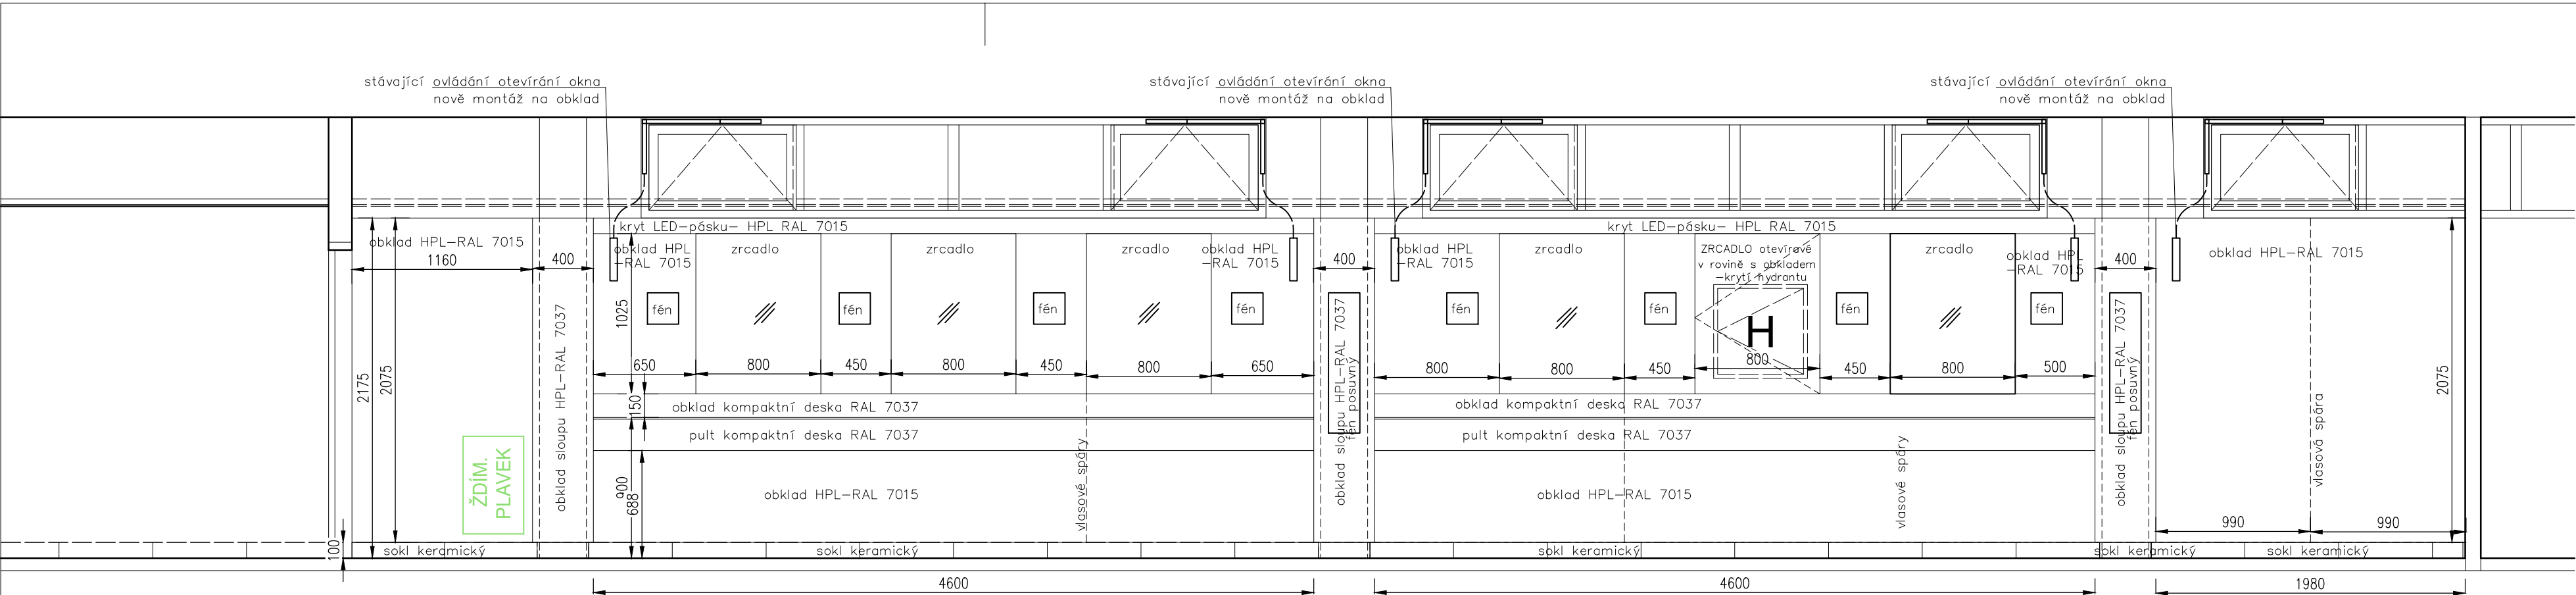 stávající ovládání otevírání okna
nově montáž na obklad
stávající ovládání otevírání okna
nově montáž na obklad
stávající ovládání otevírání okna
nově montáž na obklad
kryt LED-pásku- HPL RAL 7015
kryt LED-pásku- HPL RAL 7015
obklad HPL-RAL 7015
obklad HPL
-RAL 7015
zrcadlo
zrcadlo
zrcadlo
obklad HPL
-RAL 7015
obklad HPL
-RAL 7015
zrcadlo
ZRCADLO otevíravé
v rovině s obkladem
-krytí hydrantu
zrcadlo
obklad HPL
-RAL 7015
obklad HPL-RAL 7015
1160
400
400
400
1025
fén
fén
fén
fén
fén
fén
H
fén
fén
650
800
450
800
450
800
650
800
800
450
800
450
800
500
2175
2075
2075
150
obklad kompaktní deska RAL 7037
obklad kompaktní deska RAL 7037
pult kompaktní deska RAL 7037
pult kompaktní deska RAL 7037
obklad sloupu HPL-RAL 7037
obklad sloupu HPL-RAL 7037
fén posuvný
obklad sloupu HPL-RAL 7037
fén posuvný
vlasové spáry
vlasové spáry
vlasová spára
ŽDÍM.
PLAVEK
900
688
obklad HPL-RAL 7015
obklad HPL-RAL 7015
990
990
100
sokl keramický
sokl keramický
sokl keramický
sokl keramický
sokl keramický
4600
4600
1980